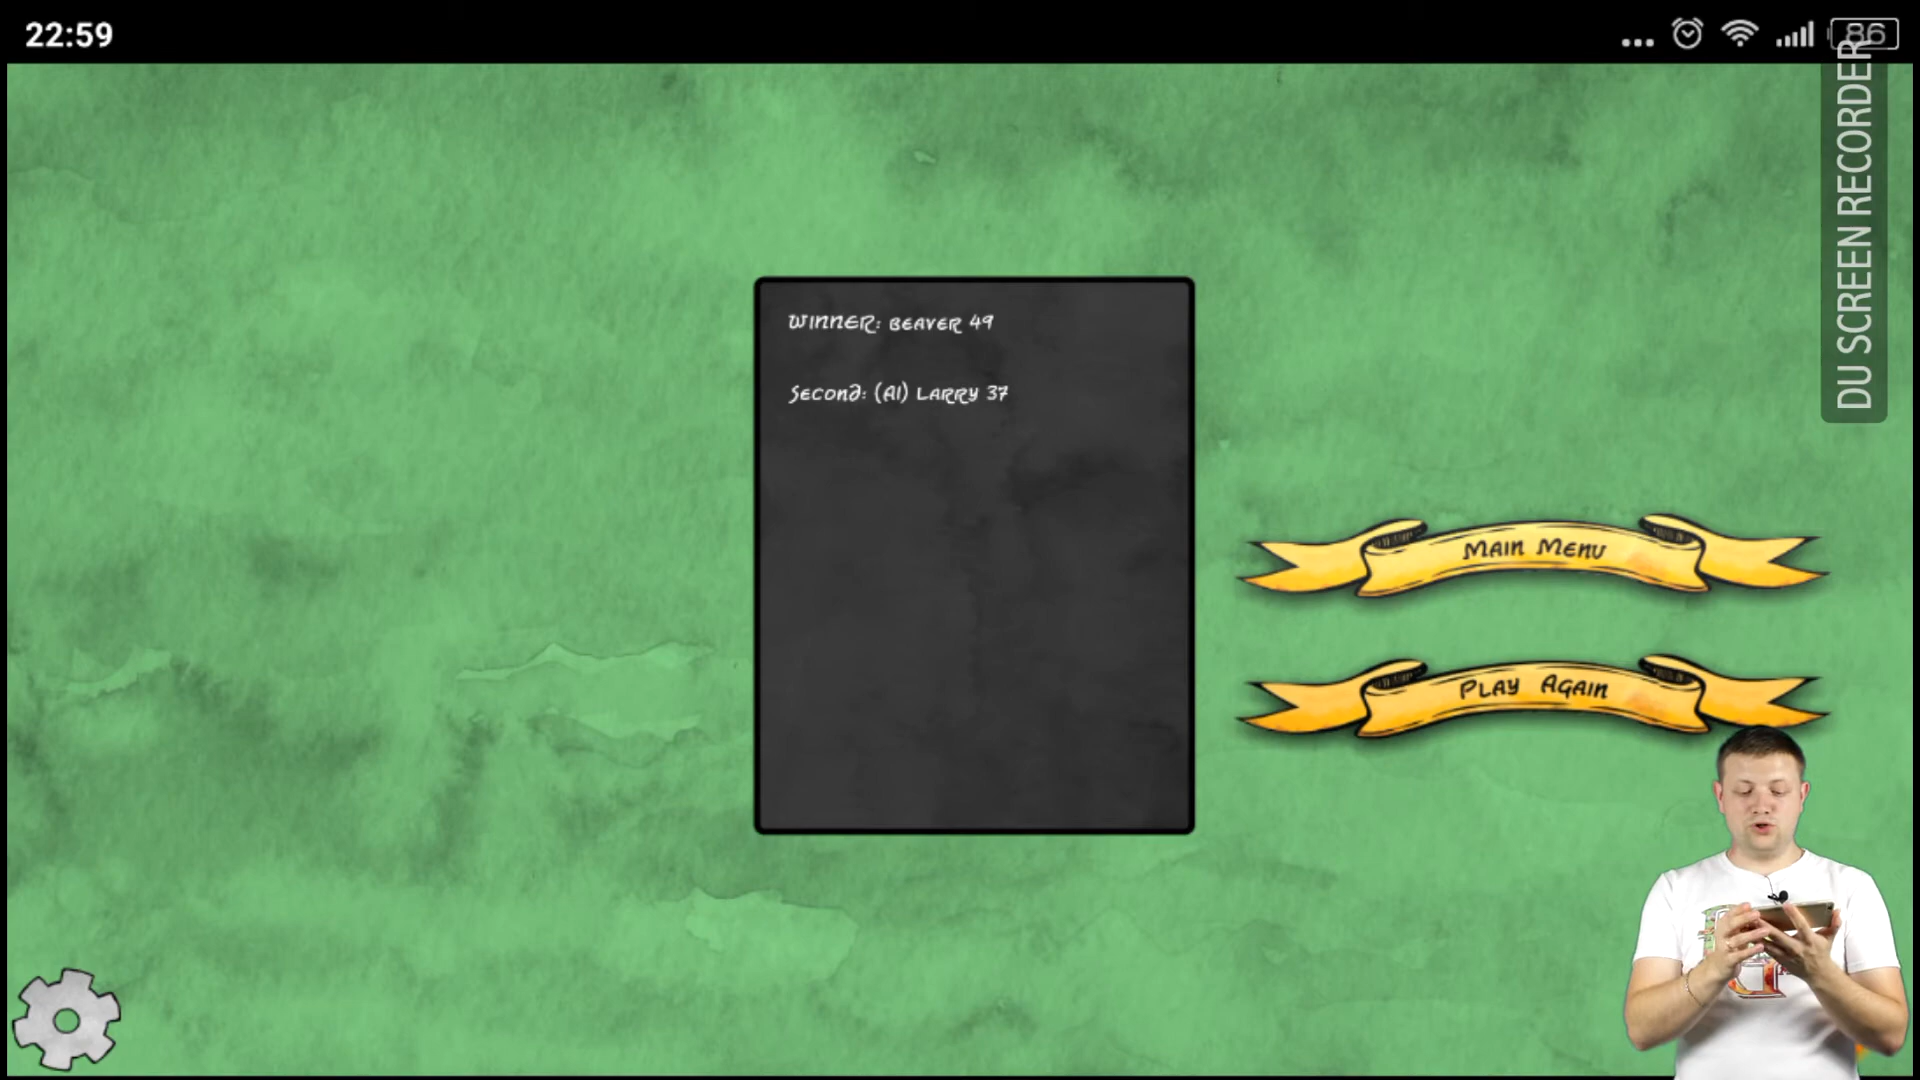 22:59
86
DU SCREEN RECORDER
WINNER: BEAVER 49
Second: (AI) LARRY 37
MAIN MENU
PLAY AGAIN